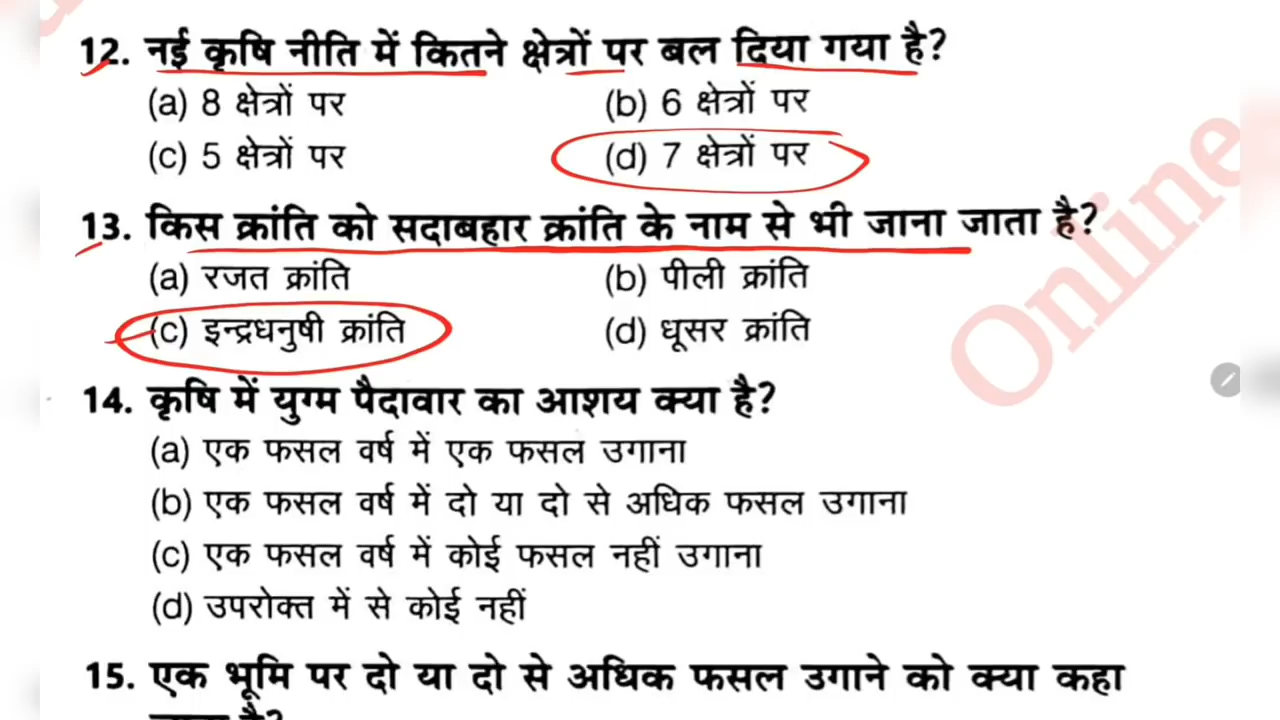 12. नई कृषि नीति में कितने क्षेत्रों पर बल दिया गया है?
(a) 8 क्षेत्रों पर (b) 6 क्षेत्रों पर
(c) 5 क्षेत्रों पर (d) 7 क्षेत्रों पर
13. किस क्रांति को सदाबहार क्रांति के नाम से भी जाना जाता है?
(a) रजत क्रांति (b) पीली क्रांति
(c) इन्द्रधनुषी क्रांति (d) धूसर क्रांति
14. कृषि में युग्म पैदावार का आशय क्या है?
(a) एक फसल वर्ष में एक फसल उगाना
(b) एक फसल वर्ष में दो या दो से अधिक फसल उगाना
(c) एक फसल वर्ष में कोई फसल नहीं उगाना
(d) उपरोक्त में से कोई नहीं
15. एक भूमि पर दो या दो से अधिक फसल उगाने को क्या कहा
Online